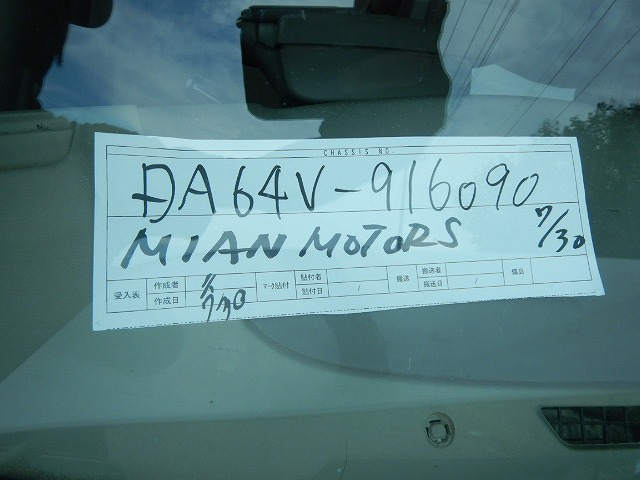 CHASSIS NO.
DA64V-916090
MIAN MOTORS 7/30
受入表 作成者 マーク貼付 貼付者 搬送 搬送者 備品
作成日 7/30 貼付日 / 搬送日 /